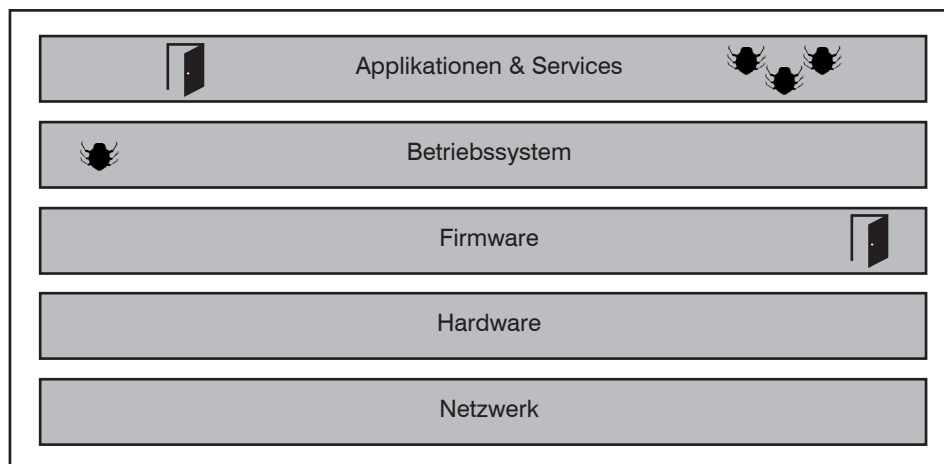 Applikationen & Services
Betriebssystem
Firmware
Hardware
Netzwerk